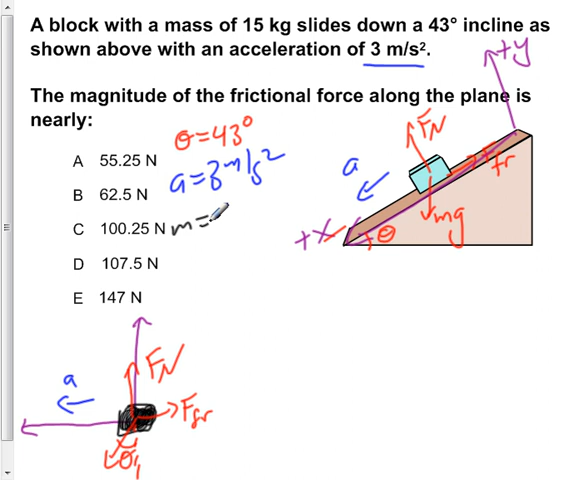 A block with a mass of 15 kg slides down a 43° incline as
shown above with an acceleration of 3 m/s².
+y
The magnitude of the frictional force along the plane is
nearly:
θ=43°
FN
A 55.25 N
a=3m/s²
a
Fr
B 62.5 N
mg
C 100.25 N
m=
+x
θ
D 107.5 N
E 147 N
FN
a
Ffr